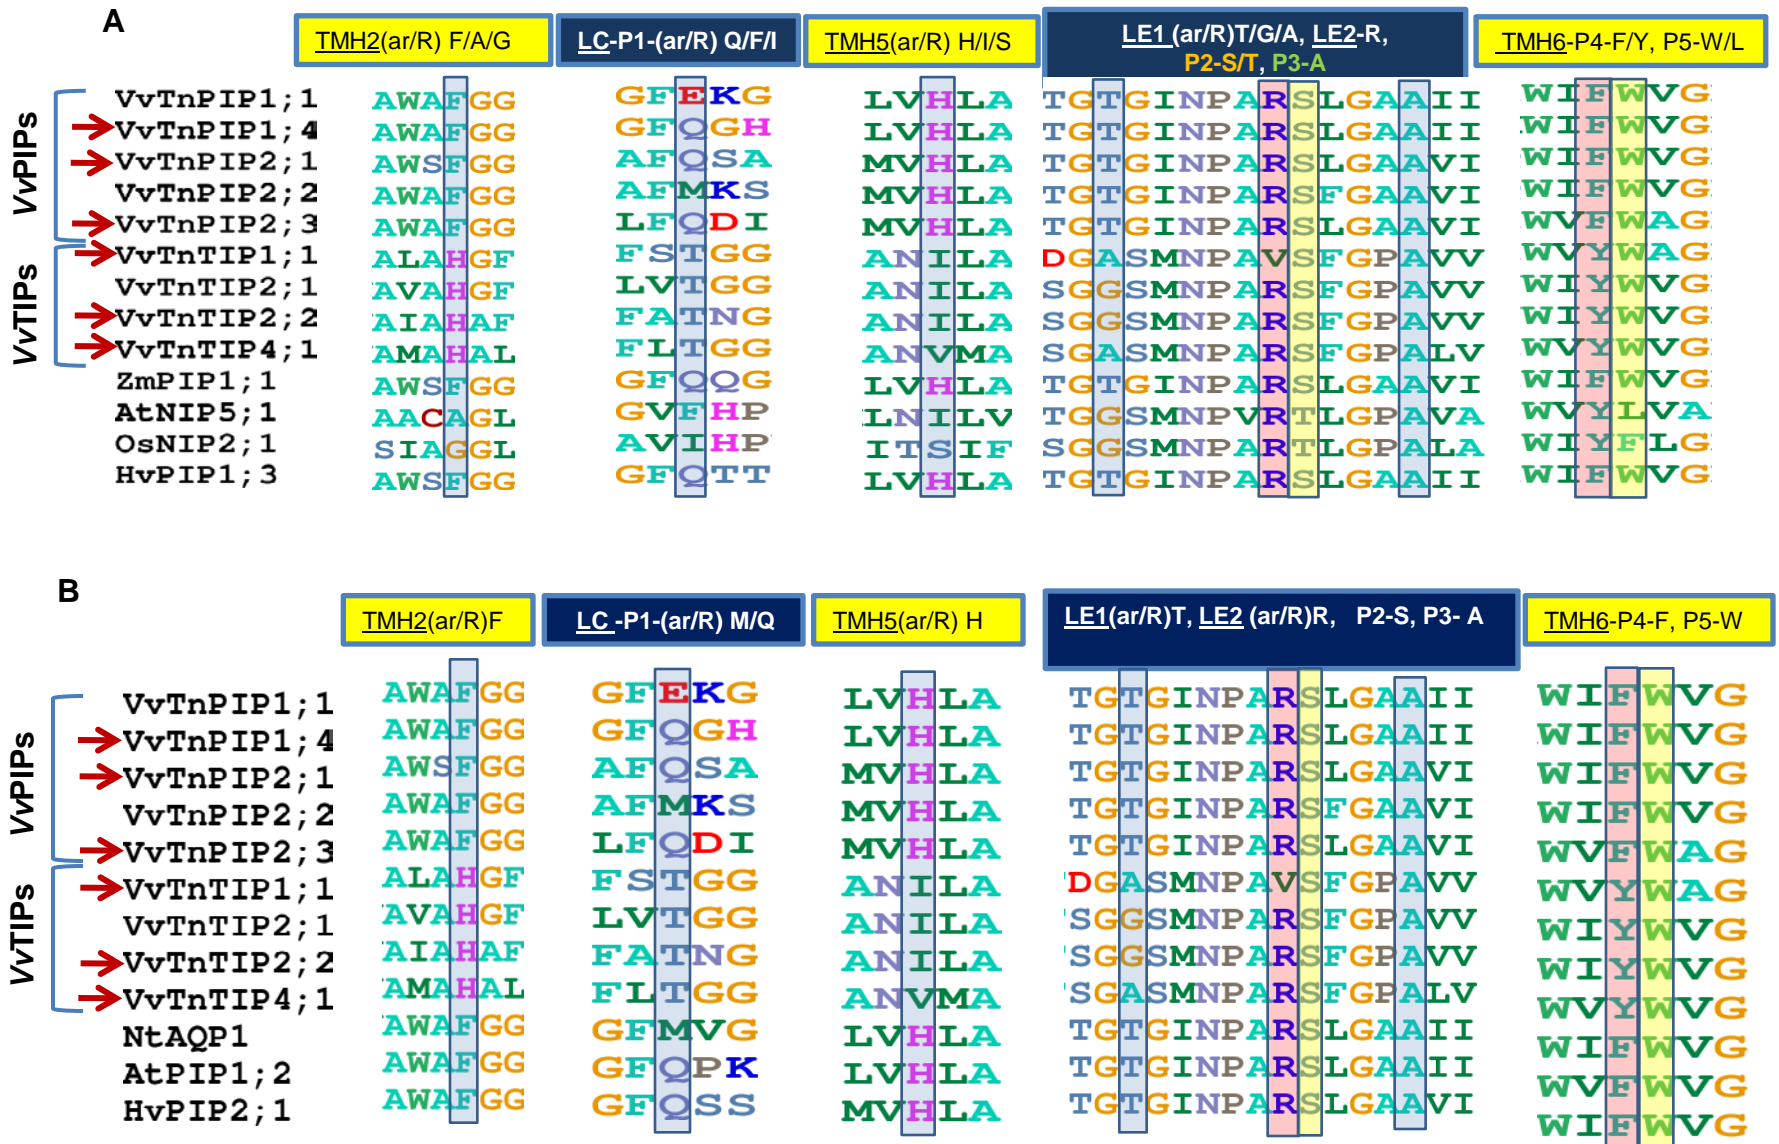 A
TMH2(ar/R) F/A/G LC-P1-(ar/R) Q/F/I TMH5(ar/R) H/I/S LE1 (ar/R)T/G/A, LE2-R, TMH6-P4-F/Y, P5-W/L
P2-S/T, P3-A
VvPIPs
VvTIPs
VvTnPIP1;1 AWAFGG GFEKG LVHLA TGTGINPARSLGAAII WIFWVG
VvTnPIP1;4 AWAFGG GFQGH LVHLA TGTGINPARSLGAAII WIFWVG
VvTnPIP2;1 AWSFGG AFQSA MVHLA TGTGINPARSLGAAVI WIFWVG
VvTnPIP2;2 AWAFGG AFMKS MVHLA TGTGINPARSFGAAVI WIFWVG
VvTnPIP2;3 AWAFGG LFQDI MVHLA TGTGINPARSLGAAVI WVFWAG
VvTnTIP1;1 ALAHGF FSTGG ANILA DGASMNPAVSFGPAVV WVYWAG
VvTnTIP2;1 AVAHGF LVTGG ANILA SGGSMNPARSFGPAVV WIYWVG
VvTnTIP2;2 AIAHAF FATNG ANILA SGGSMNPARSFGPAVV WIYWVG
VvTnTIP4;1 AMAHAL FLTGG ANVMA SGASMNPARSFGPALV WVYWVG
ZmPIP1;1 AWSFGG GFQQG LVHLA TGTGINPARSLGAAVI WIFWVG
AtNIP5;1 AACAGL GVFHP LNILV TGGSMNPVRTLGPAVA WVYLVA
OsNIP2;1 SIAGGL AVIHP ITSIF SGGSMNPARTLGPALA WIYFLG
HvPIP1;3 AWSFGG GFQTT LVHLA TGTGINPARSLGAAII WIFWVG
B
TMH2(ar/R)F LC -P1-(ar/R) M/Q TMH5(ar/R) H LE1(ar/R)T, LE2 (ar/R)R, P2-S, P3- A TMH6-P4-F, P5-W
VvPIPs
VvTIPs
VvTnPIP1;1 AWAFGG GFEKG LVHLA TGTGINPARSLGAAII WIFWVG
VvTnPIP1;4 AWAFGG GFQGH LVHLA TGTGINPARSLGAAII WIFWVG
VvTnPIP2;1 AWSFGG AFQSA MVHLA TGTGINPARSLGAAVI WIFWVG
VvTnPIP2;2 AWAFGG AFMKS MVHLA TGTGINPARSFGAAVI WIFWVG
VvTnPIP2;3 AWAFGG LFQDI MVHLA TGTGINPARSLGAAVI WVFWAG
VvTnTIP1;1 ALAHGF FSTGG ANILA DGASMNPAVSFGPAVV WVYWAG
VvTnTIP2;1 AVAHGF LVTGG ANILA SGGSMNPARSFGPAVV WIYWVG
VvTnTIP2;2 AIAHAF FATNG ANILA SGGSMNPARSFGPAVV WIYWVG
VvTnTIP4;1 AMAHAL FLTGG ANVMA SGASMNPARSFGPALV WVYWVG
NtAQP1 AWAFGG GFMVG LVHLA TGTGINPARSLGAAII WIFWVG
AtPIP1;2 AWAFGG GFQPK LVHLA TGTGINPARSLGAAII WVFWVG
HvPIP2;1 AWAFGG GFQSS MVHLA TGTGINPARSLGAAVI WIFWVG